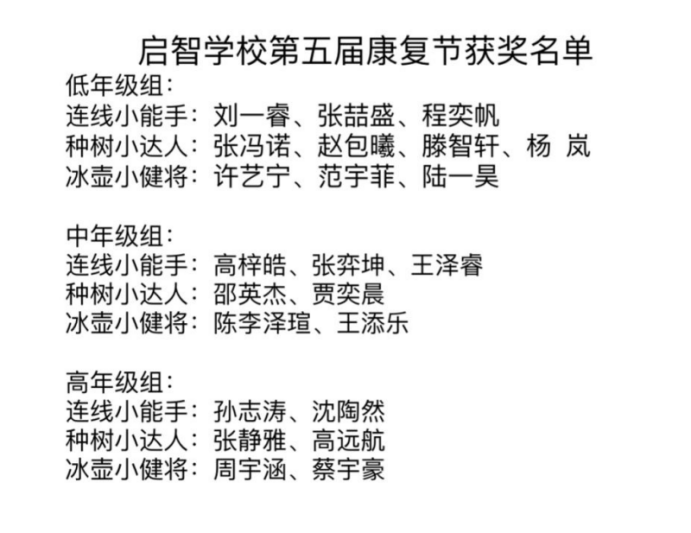 启智学校第五届康复节获奖名单
低年级组：
连线小能手：刘一睿、张喆盛、程奕帆
种树小达人：张冯诺、赵包曦、滕智轩、杨 岚
冰壶小健将：许艺宁、范宇菲、陆一昊
中年级组：
连线小能手：高梓皓、张弈坤、王泽睿
种树小达人：邵英杰、贾奕晨
冰壶小健将：陈李泽瑄、王添乐
高年级组：
连线小能手：孙志涛、沈陶然
种树小达人：张静雅、高远航
冰壶小健将：周宇涵、蔡宇豪